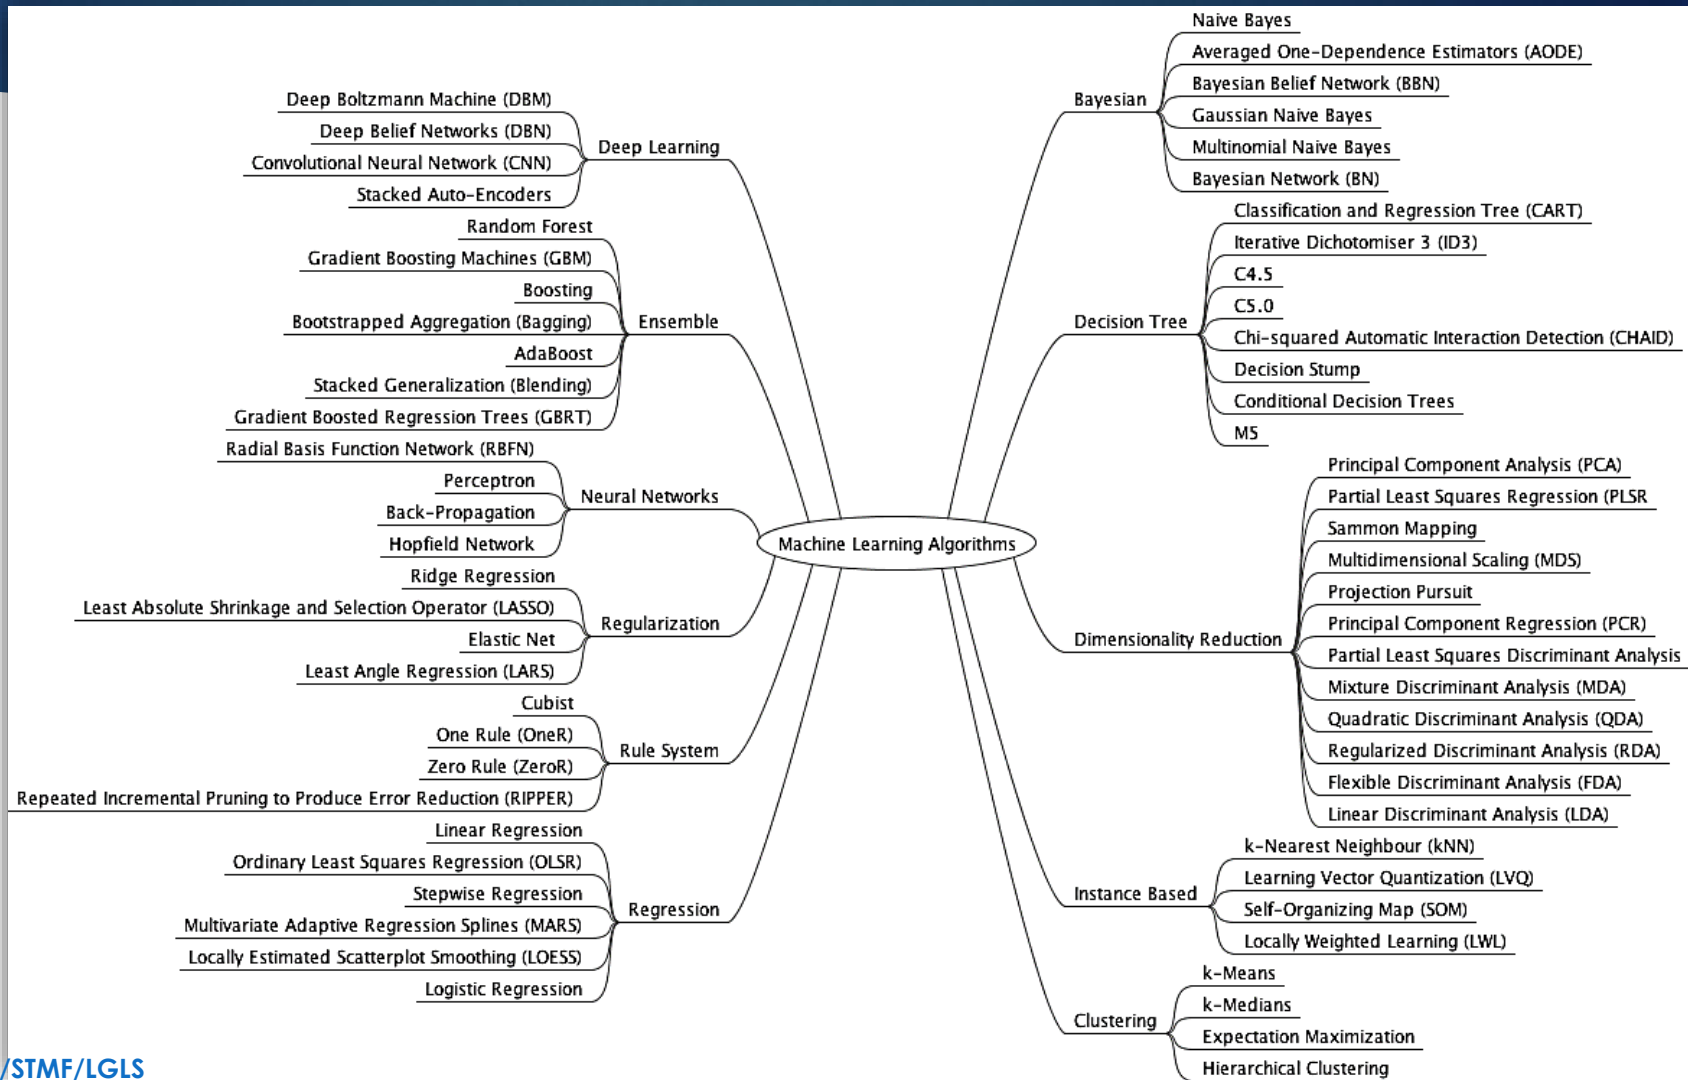 Deep Learning
Deep Boltzmann Machine (DBM)
Deep Belief Networks (DBN)
Convolutional Neural Network (CNN)
Stacked Auto-Encoders
Ensemble
Random Forest
Gradient Boosting Machines (GBM)
Boosting
Bootstrapped Aggregation (Bagging)
AdaBoost
Stacked Generalization (Blending)
Gradient Boosted Regression Trees (GBRT)
Neural Networks
Radial Basis Function Network (RBFN)
Perceptron
Back-Propagation
Hopfield Network
Regularization
Ridge Regression
Least Absolute Shrinkage and Selection Operator (LASSO)
Elastic Net
Least Angle Regression (LARS)
Rule System
Cubist
One Rule (OneR)
Zero Rule (ZeroR)
Repeated Incremental Pruning to Produce Error Reduction (RIPPER)
Regression
Linear Regression
Ordinary Least Squares Regression (OLSR)
Stepwise Regression
Multivariate Adaptive Regression Splines (MARS)
Locally Estimated Scatterplot Smoothing (LOESS)
Logistic Regression
Machine Learning Algorithms
Bayesian
Naive Bayes
Averaged One-Dependence Estimators (AODE)
Bayesian Belief Network (BBN)
Gaussian Naive Bayes
Multinomial Naive Bayes
Bayesian Network (BN)
Decision Tree
Classification and Regression Tree (CART)
Iterative Dichotomiser 3 (ID3)
C4.5
C5.0
Chi-squared Automatic Interaction Detection (CHAID)
Decision Stump
Conditional Decision Trees
M5
Dimensionality Reduction
Principal Component Analysis (PCA)
Partial Least Squares Regression (PLSR
Sammon Mapping
Multidimensional Scaling (MDS)
Projection Pursuit
Principal Component Regression (PCR)
Partial Least Squares Discriminant Analysis
Mixture Discriminant Analysis (MDA)
Quadratic Discriminant Analysis (QDA)
Regularized Discriminant Analysis (RDA)
Flexible Discriminant Analysis (FDA)
Linear Discriminant Analysis (LDA)
Instance Based
k-Nearest Neighbour (kNN)
Learning Vector Quantization (LVQ)
Self-Organizing Map (SOM)
Locally Weighted Learning (LWL)
Clustering
k-Means
k-Medians
Expectation Maximization
Hierarchical Clustering
/STMF/LGLS